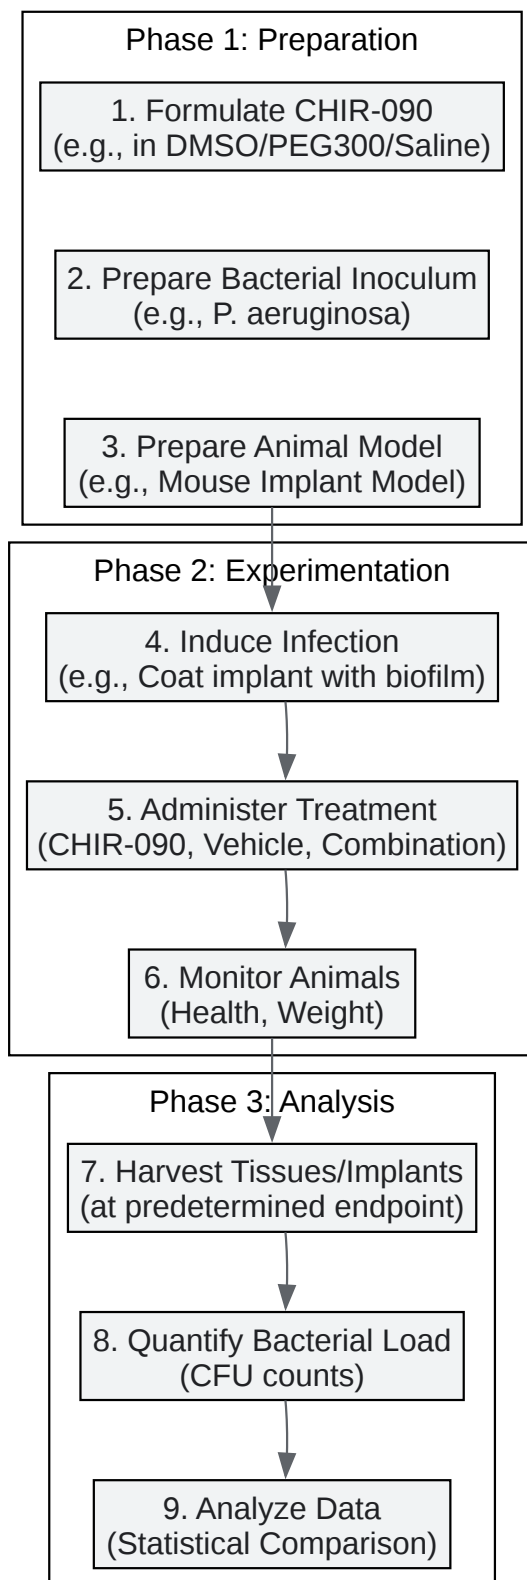 Phase 1: Preparation
1. Formulate CHIR-090
(e.g., in DMSO/PEG300/Saline)
2. Prepare Bacterial Inoculum
(e.g., P. aeruginosa)
3. Prepare Animal Model
(e.g., Mouse Implant Model)
Phase 2: Experimentation
4. Induce Infection
(e.g., Coat implant with biofilm)
5. Administer Treatment
(CHIR-090, Vehicle, Combination)
6. Monitor Animals
(Health, Weight)
Phase 3: Analysis
7. Harvest Tissues/Implants
(at predetermined endpoint)
8. Quantify Bacterial Load
(CFU counts)
9. Analyze Data
(Statistical Comparison)